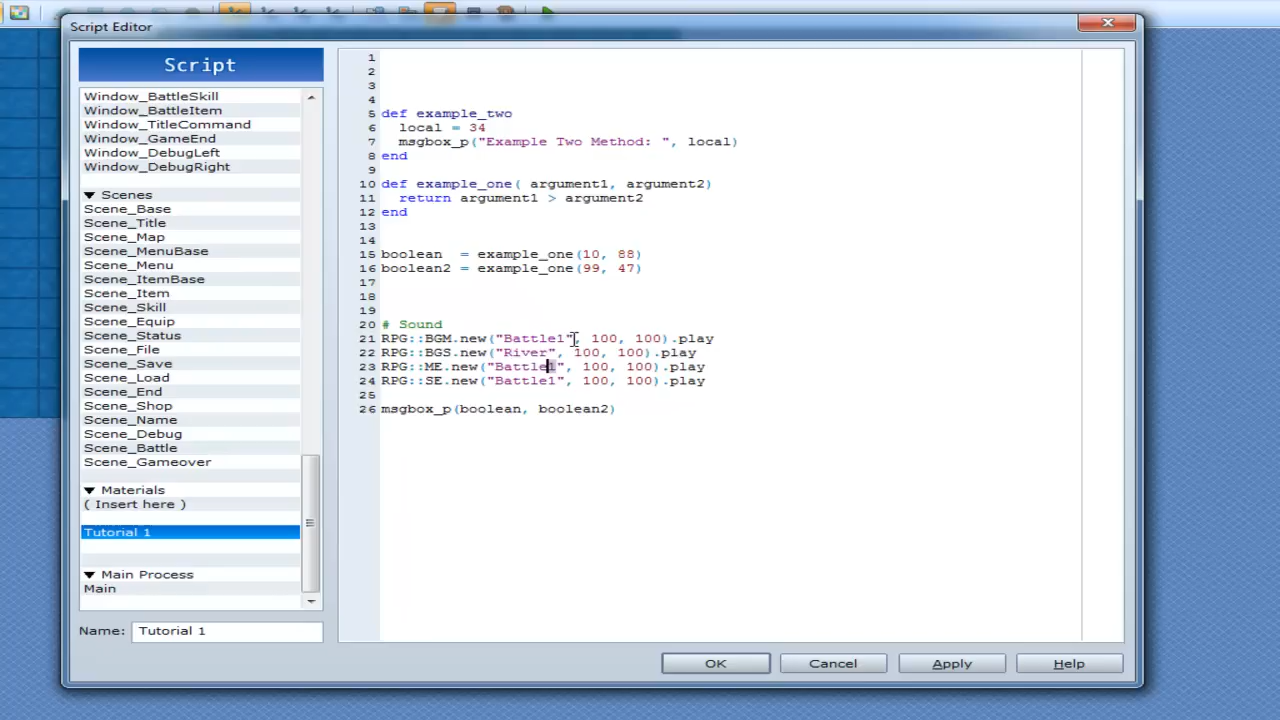 Script Editor
Script
Window_BattleSkill
Window_BattleItem
Window_TitleCommand
Window_GameEnd
Window_DebugLeft
Window_DebugRight
Scenes
Scene_Base
Scene_Title
Scene_Map
Scene_MenuBase
Scene_Menu
Scene_ItemBase
Scene_Item
Scene_Skill
Scene_Equip
Scene_Status
Scene_File
Scene_Save
Scene_Load
Scene_End
Scene_Shop
Scene_Name
Scene_Debug
Scene_Battle
Scene_Gameover
Materials
( Insert here )
Tutorial 1
Main Process
Main
Name: Tutorial 1
1
2
3
4
5 def example_two
6 local = 34
7 msgbox_p("Example Two Method: ", local)
8 end
9
10 def example_one( argument1, argument2)
11 return argument1 > argument2
12 end
13
14
15 boolean  = example_one(10, 88)
16 boolean2 = example_one(99, 47)
17
18
19
20 # Sound
21 RPG::BGM.new("Battle1", 100, 100).play
22 RPG::BGS.new("River", 100, 100).play
23 RPG::ME.new("Battle1", 100, 100).play
24 RPG::SE.new("Battle1", 100, 100).play
25
26 msgbox_p(boolean, boolean2)
OK
Cancel
Apply
Help